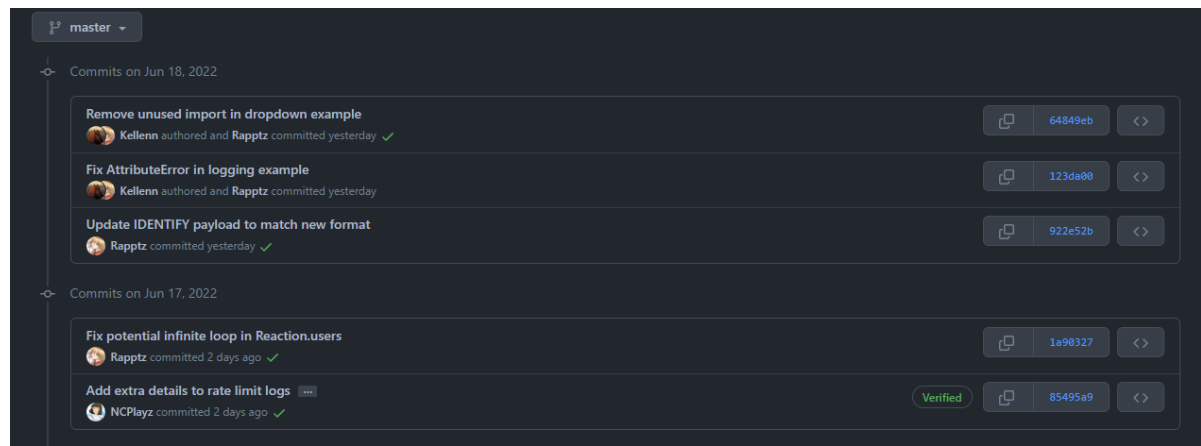 master
Commits on Jun 18, 2022
Remove unused import in dropdown example
Kellenn authored and Rapptz committed yesterday
64849eb
Fix AttributeError in logging example
Kellenn authored and Rapptz committed yesterday
123da00
Update IDENTIFY payload to match new format
Rapptz committed yesterday
922e52b
Commits on Jun 17, 2022
Fix potential infinite loop in Reaction.users
Rapptz committed 2 days ago
1a90327
Add extra details to rate limit logs ...
NCPlayz committed 2 days ago
Verified
85495a9